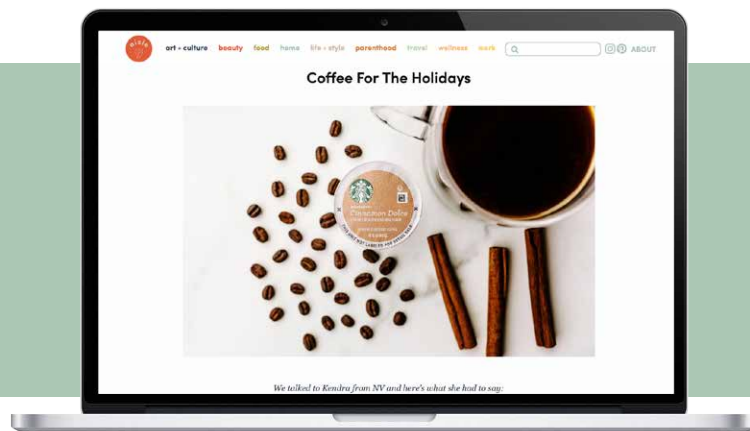 art + culture beauty food home life + style parenthood travel wellness work ABOUT
Coffee For The Holidays
Cinnamon Dolce
We talked to Kendra from NV and here's what she had to say: